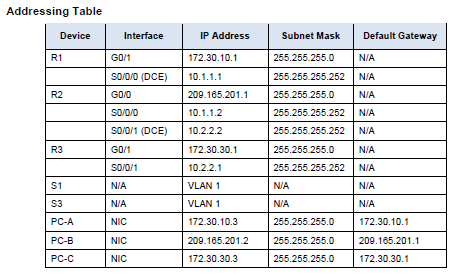 Addressing Table
Device Interface IP Address Subnet Mask Default Gateway
R1 G0/1 172.30.10.1 255.255.255.0 N/A
S0/0/0 (DCE) 10.1.1.1 255.255.255.252 N/A
R2 G0/0 209.165.201.1 255.255.255.0 N/A
S0/0/0 10.1.1.2 255.255.255.252 N/A
S0/0/1 (DCE) 10.2.2.2 255.255.255.252 N/A
R3 G0/1 172.30.30.1 255.255.255.0 N/A
S0/0/1 10.2.2.1 255.255.255.252 N/A
S1 N/A VLAN 1 N/A N/A
S3 N/A VLAN 1 N/A N/A
PC-A NIC 172.30.10.3 255.255.255.0 172.30.10.1
PC-B NIC 209.165.201.2 255.255.255.0 209.165.201.1
PC-C NIC 172.30.30.3 255.255.255.0 172.30.30.1